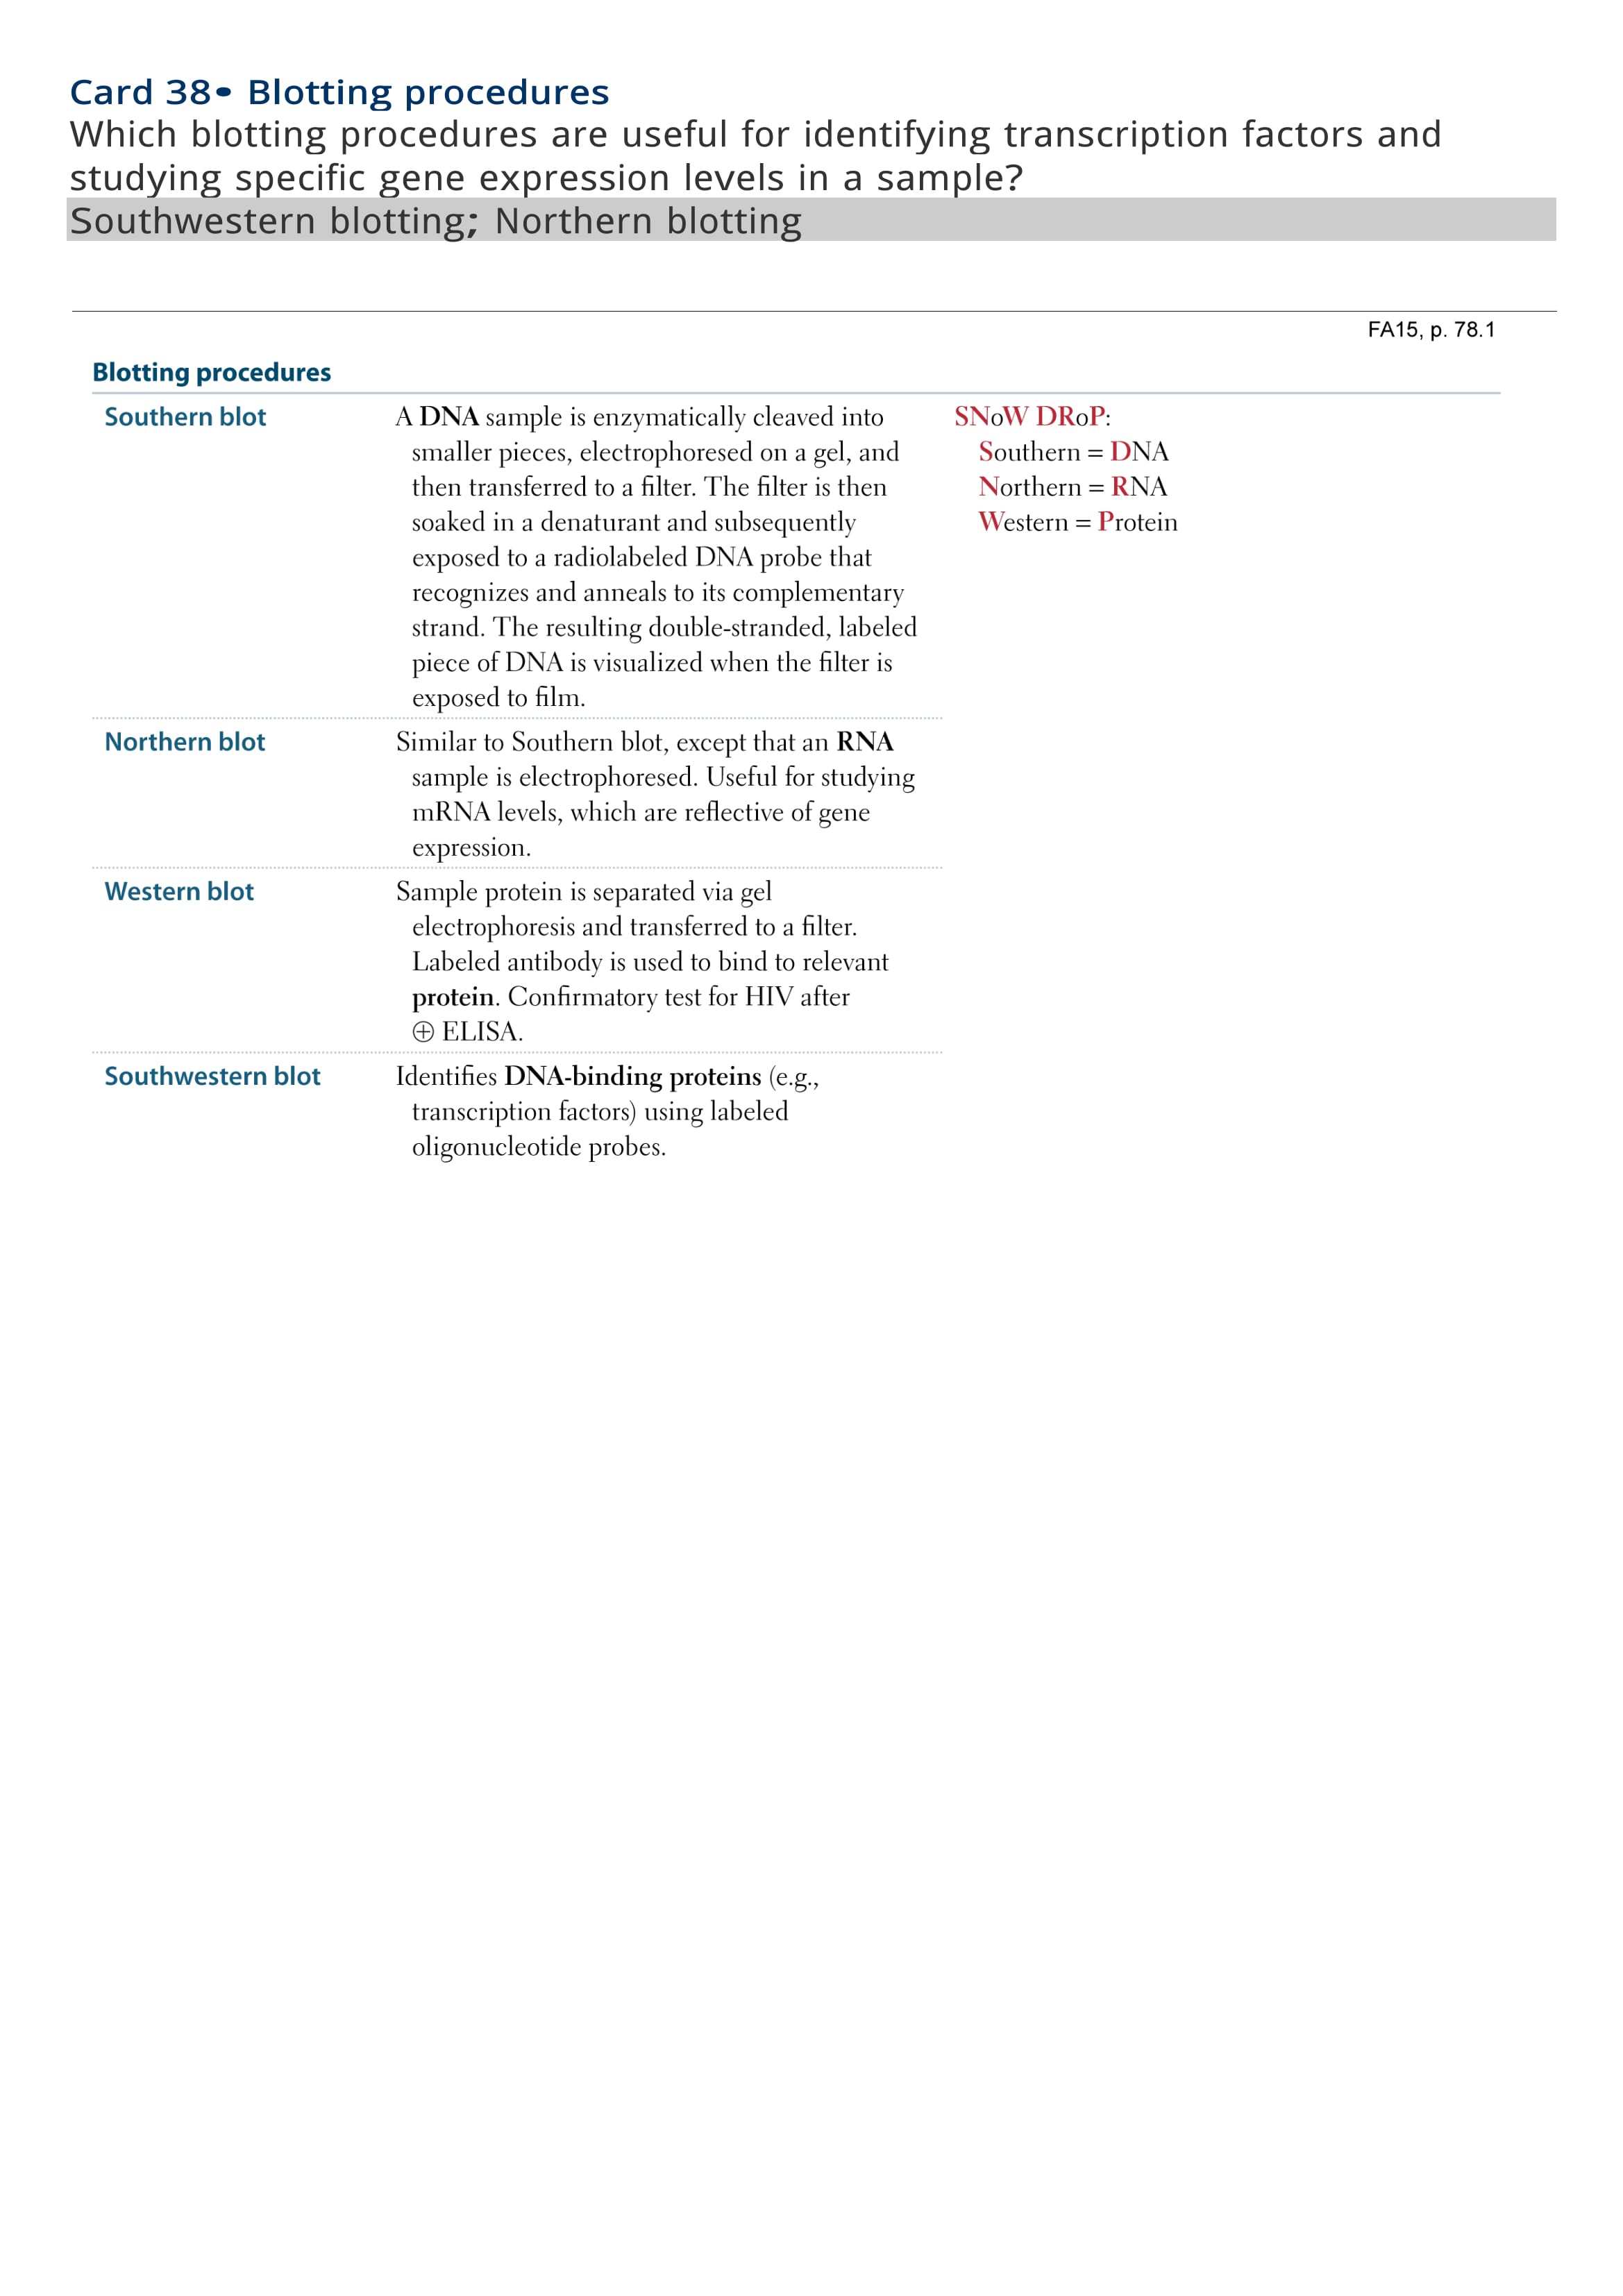 Card 38• Blotting procedures
Which blotting procedures are useful for identifying transcription factors and
studying specific gene expression levels in a sample?
Southwestern blotting; Northern blotting
FA15, p. 78.1
Blotting procedures
Southern blot
A DNA sample is enzymatically cleaved into
smaller pieces, electrophoresed on a gel, and
then transferred to a filter. The filter is then
soaked in a denaturant and subsequently
exposed to a radiolabeled DNA probe that
recognizes and anneals to its complementary
strand. The resulting double-stranded, labeled
piece of DNA is visualized when the filter is
exposed to film.
SNoW DRoP:
Southern = DNA
Northern = RNA
Western = Protein
Northern blot
Similar to Southern blot, except that an RNA
sample is electrophoresed. Useful for studying
mRNA levels, which are reflective of gene
expression.
Western blot
Sample protein is separated via gel
electrophoresis and transferred to a filter.
Labeled antibody is used to bind to relevant
protein. Confirmatory test for HIV after
⊕ ELISA.
Southwestern blot
Identifies DNA-binding proteins (e.g.,
transcription factors) using labeled
oligonucleotide probes.